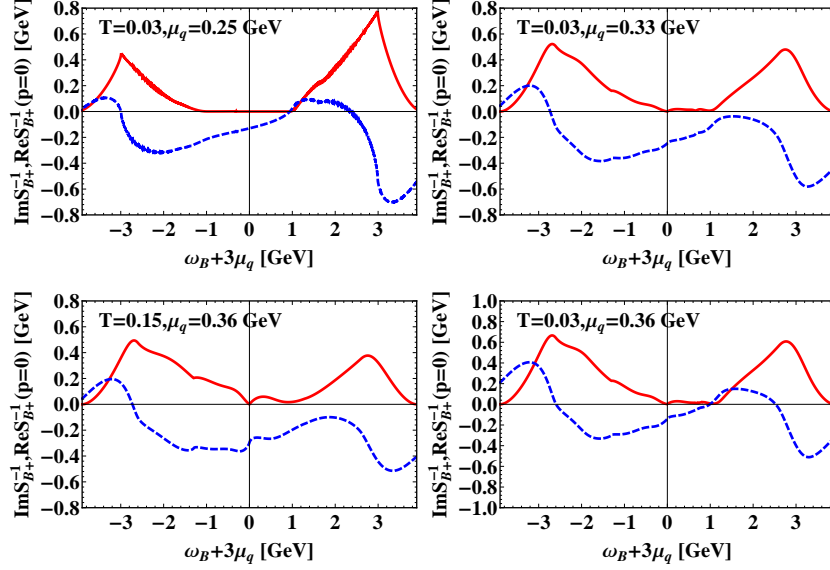 T=0.03,μq=0.25 GeV
ImS⁻¹B+,ReS⁻¹B+(p=0) [GeV]
0.8
0.6
0.4
0.2
0.0
−0.2
−0.4
−0.6
−0.8
−3 −2 −1 0 1 2 3
ωB+3μq [GeV]
T=0.03,μq=0.33 GeV
ImS⁻¹B+,ReS⁻¹B+(p=0) [GeV]
0.8
0.6
0.4
0.2
0.0
−0.2
−0.4
−0.6
−0.8
−3 −2 −1 0 1 2 3
ωB+3μq [GeV]
T=0.15,μq=0.36 GeV
ImS⁻¹B+,ReS⁻¹B+(p=0) [GeV]
0.8
0.6
0.4
0.2
0.0
−0.2
−0.4
−0.6
−0.8
−3 −2 −1 0 1 2 3
ωB+3μq [GeV]
T=0.03,μq=0.36 GeV
ImS⁻¹B+,ReS⁻¹B+(p=0) [GeV]
1.0
0.8
0.6
0.4
0.2
0.0
−0.2
−0.4
−0.6
−0.8
−1.0
−3 −2 −1 0 1 2 3
ωB+3μq [GeV]